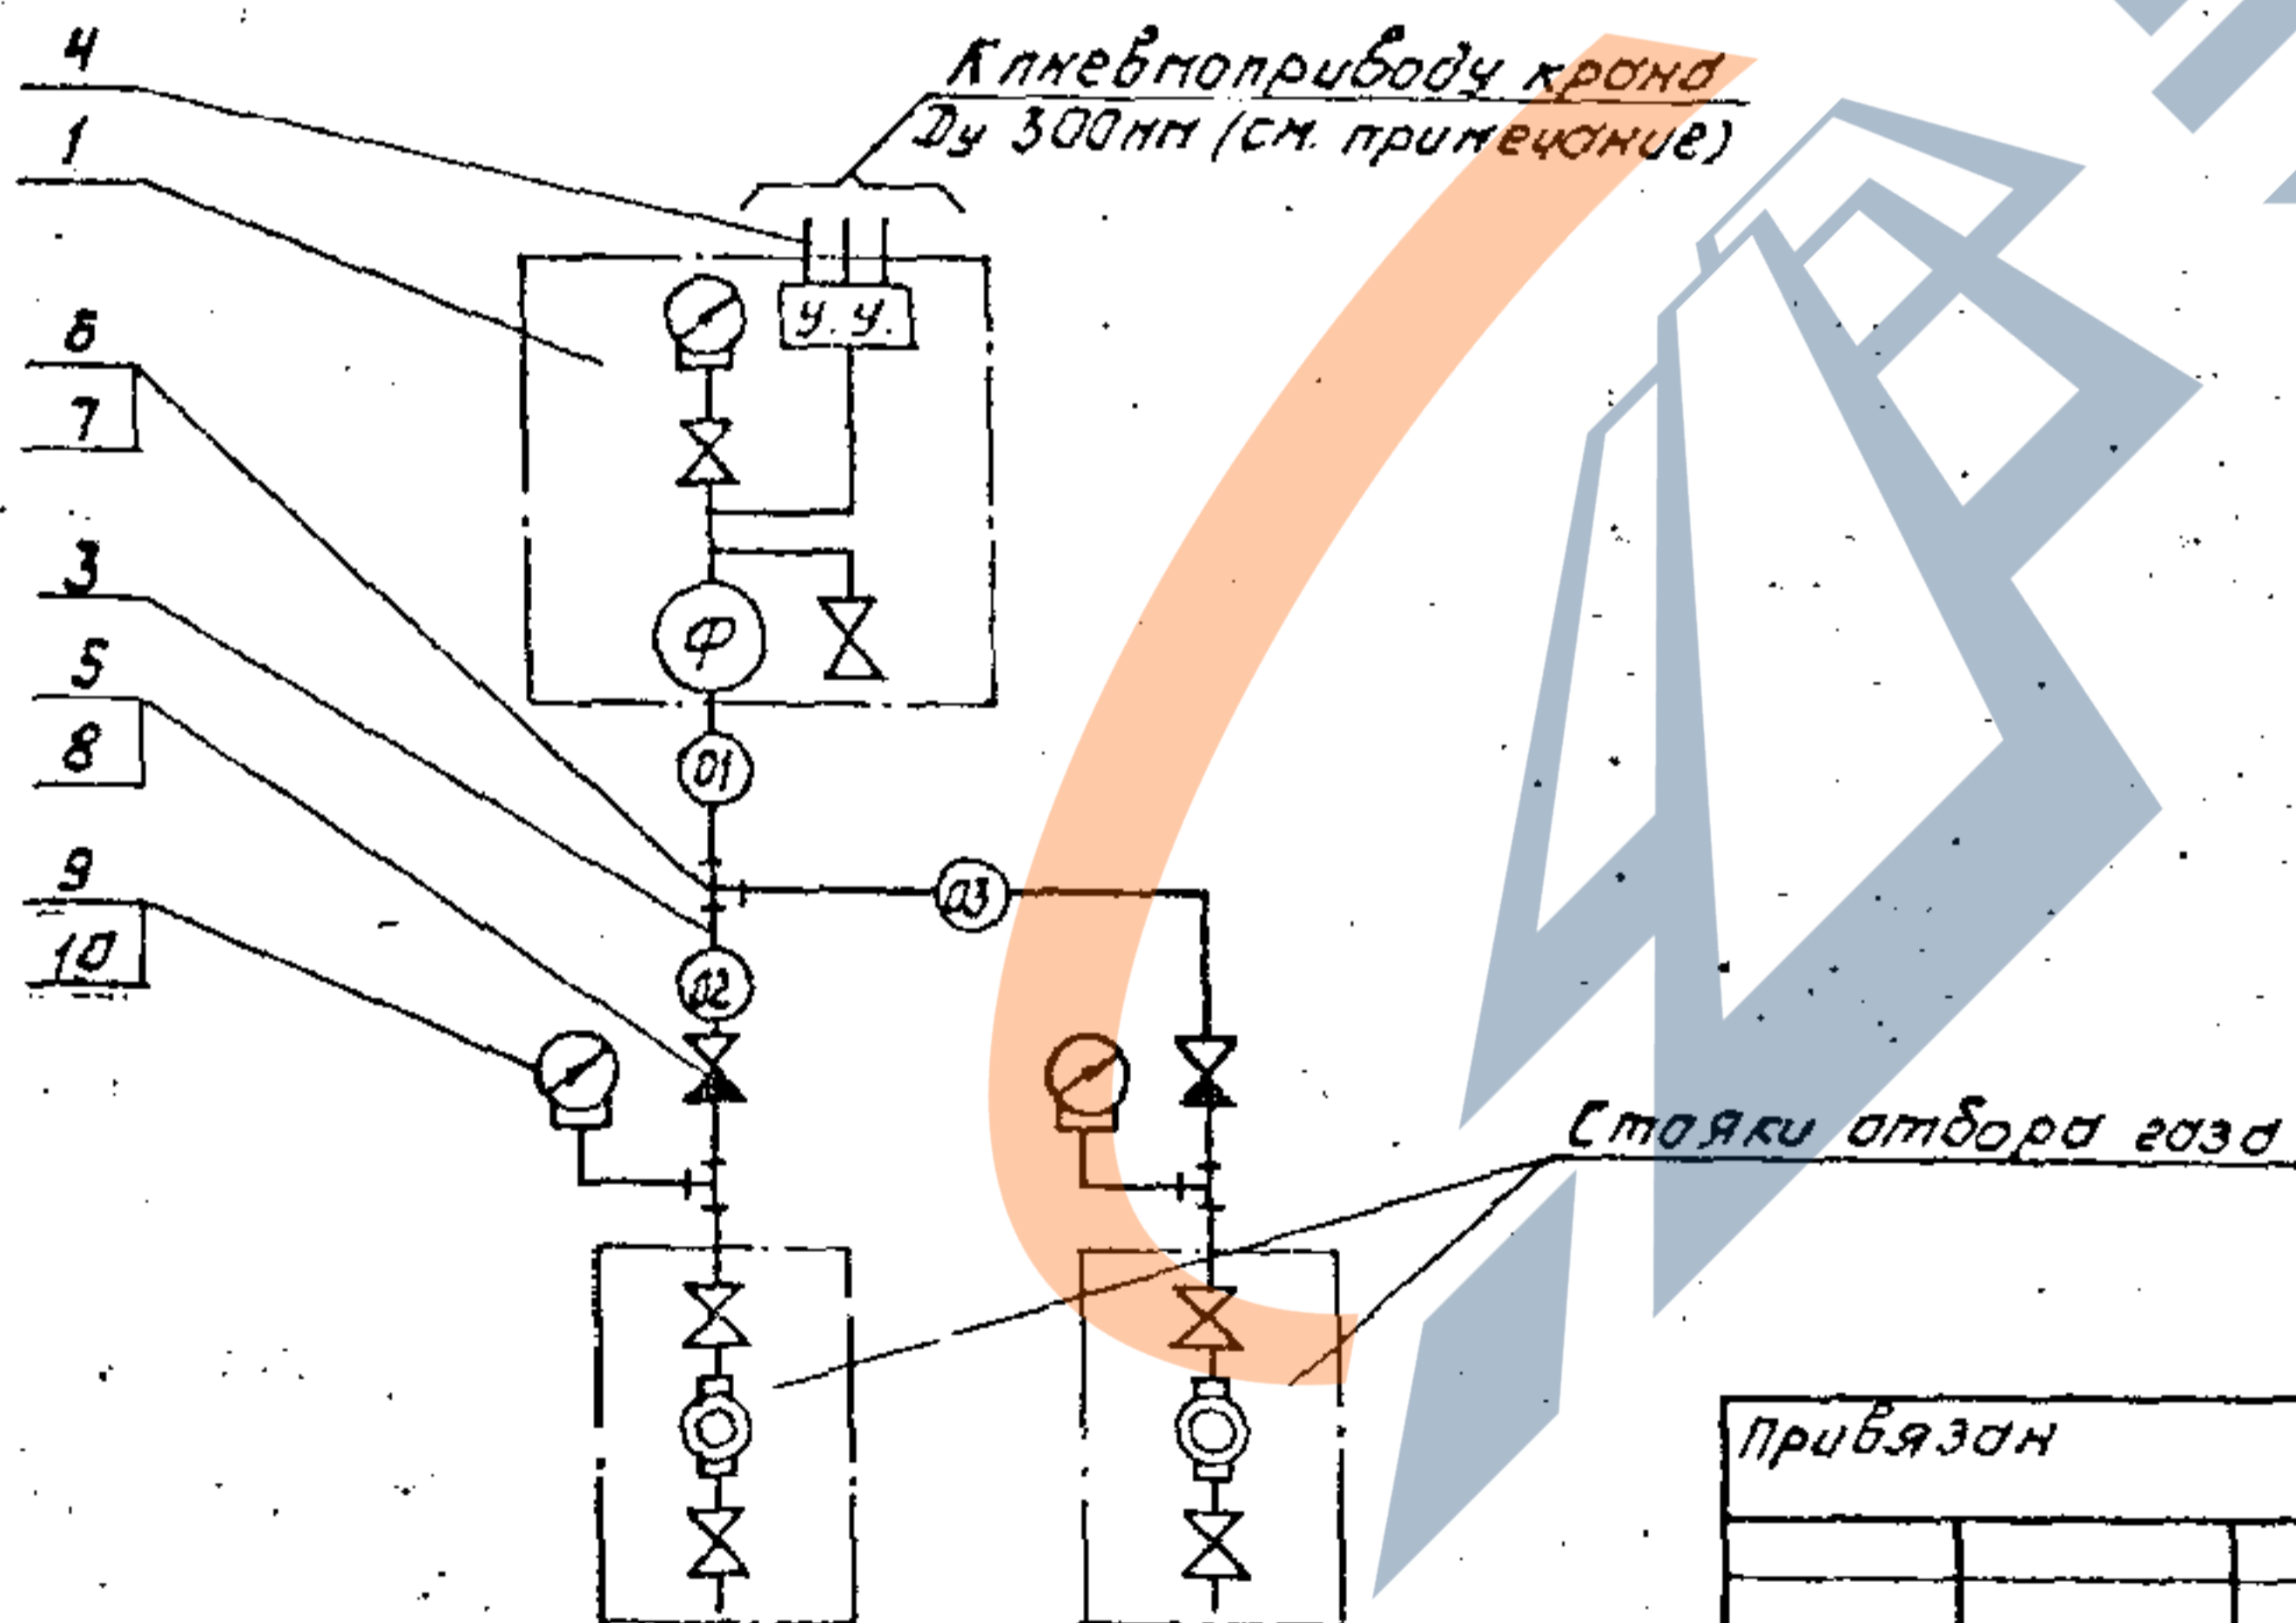 4
К пневмоприводу крана
Ду 300мм (см. примечание)
1
У.У.
6
7
3
Ф
5
8
01
9
03
10
02
Стояки отбора газа
Привязан